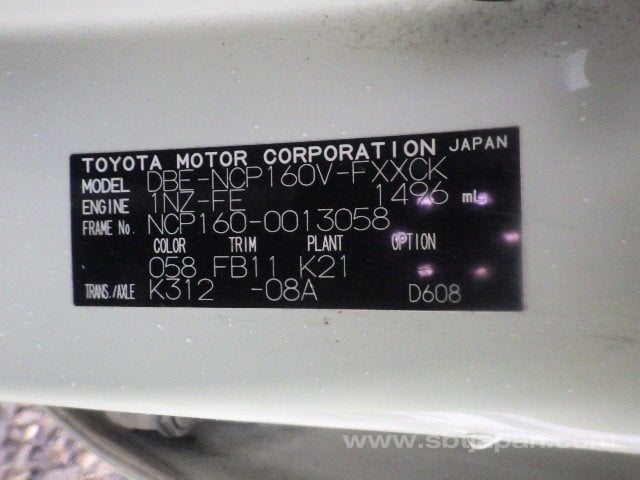 TOYOTA MOTOR CORPORATION JAPAN
MODEL DBE-NCP160V-FXXCK
ENGINE 1NZ-FE 1496 mL
FRAME No. NCP160-0013058
COLOR TRIM PLANT OPTION
058 FB11 K21
TRANS./AXLE K312 -08A D608
www.sbtjapan.com